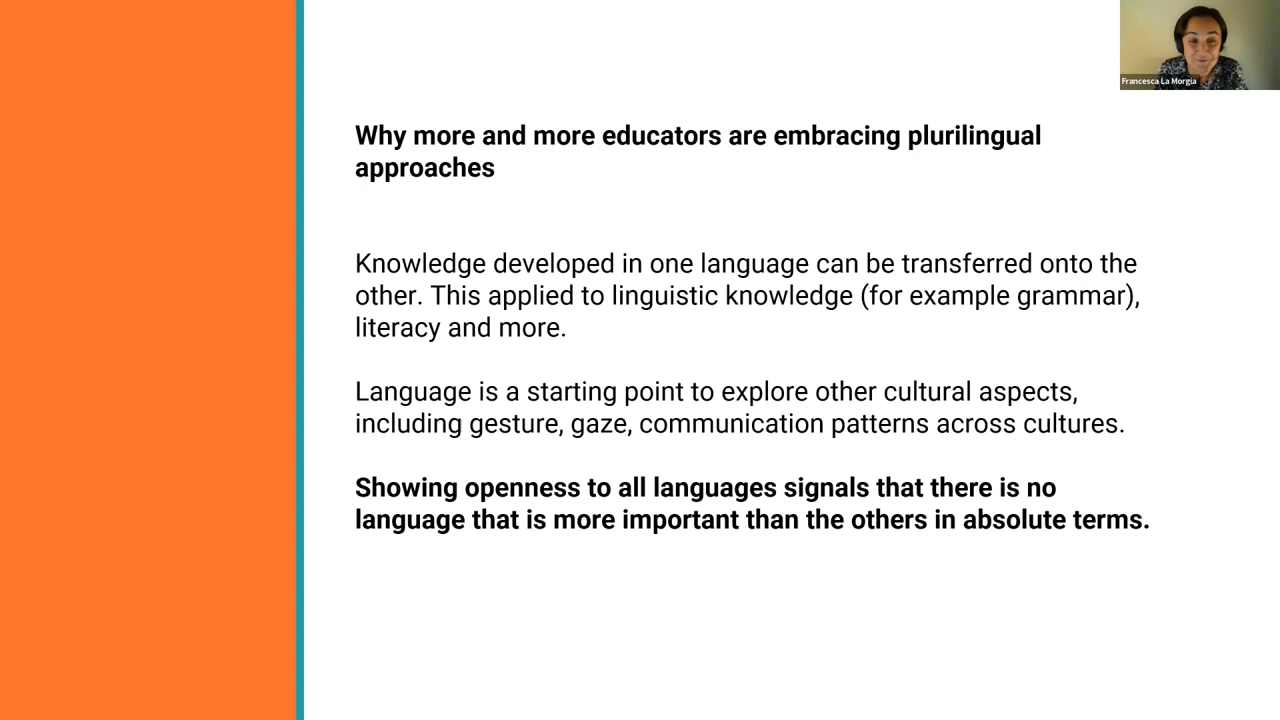 Francesca La Morgia
Why more and more educators are embracing plurilingual
approaches
Knowledge developed in one language can be transferred onto the
other. This applied to linguistic knowledge (for example grammar),
literacy and more.
Language is a starting point to explore other cultural aspects,
including gesture, gaze, communication patterns across cultures.
Showing openness to all languages signals that there is no
language that is more important than the others in absolute terms.